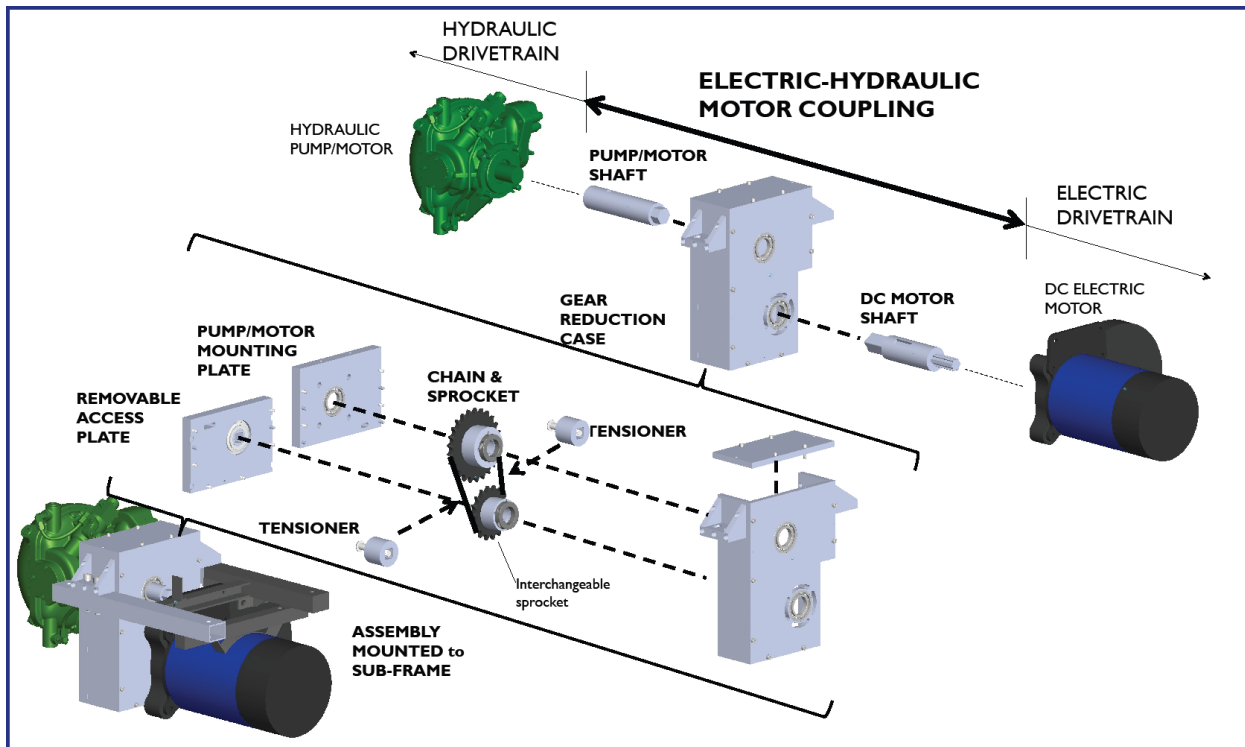 HYDRAULIC
DRIVETRAIN
ELECTRIC-HYDRAULIC
MOTOR COUPLING
HYDRAULIC
PUMP/MOTOR
PUMP/MOTOR
SHAFT
ELECTRIC
DRIVETRAIN
GEAR
REDUCTION
CASE
DC MOTOR
SHAFT
DC ELECTRIC
MOTOR
PUMP/MOTOR
MOUNTING
PLATE
CHAIN &
SPROCKET
REMOVABLE
ACCESS
PLATE
TENSIONER
TENSIONER
Interchangeable
sprocket
ASSEMBLY
MOUNTED to
SUB-FRAME